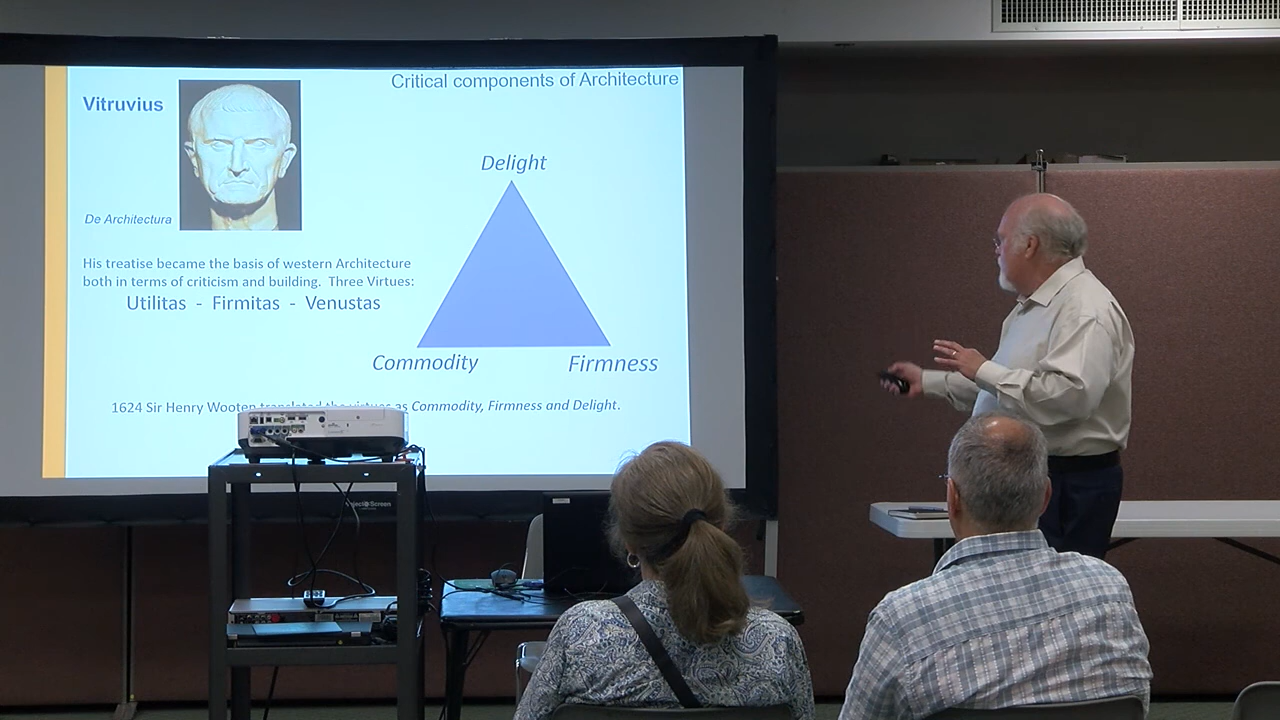 Critical components of Architecture
Vitruvius
De Architectura
Delight
His treatise became the basis of western Architecture
both in terms of criticism and building. Three Virtues:
Utilitas - Firmitas - Venustas
Commodity
Firmness
1624 Sir Henry Wooten translated the virtues as Commodity, Firmness and Delight.
Screen